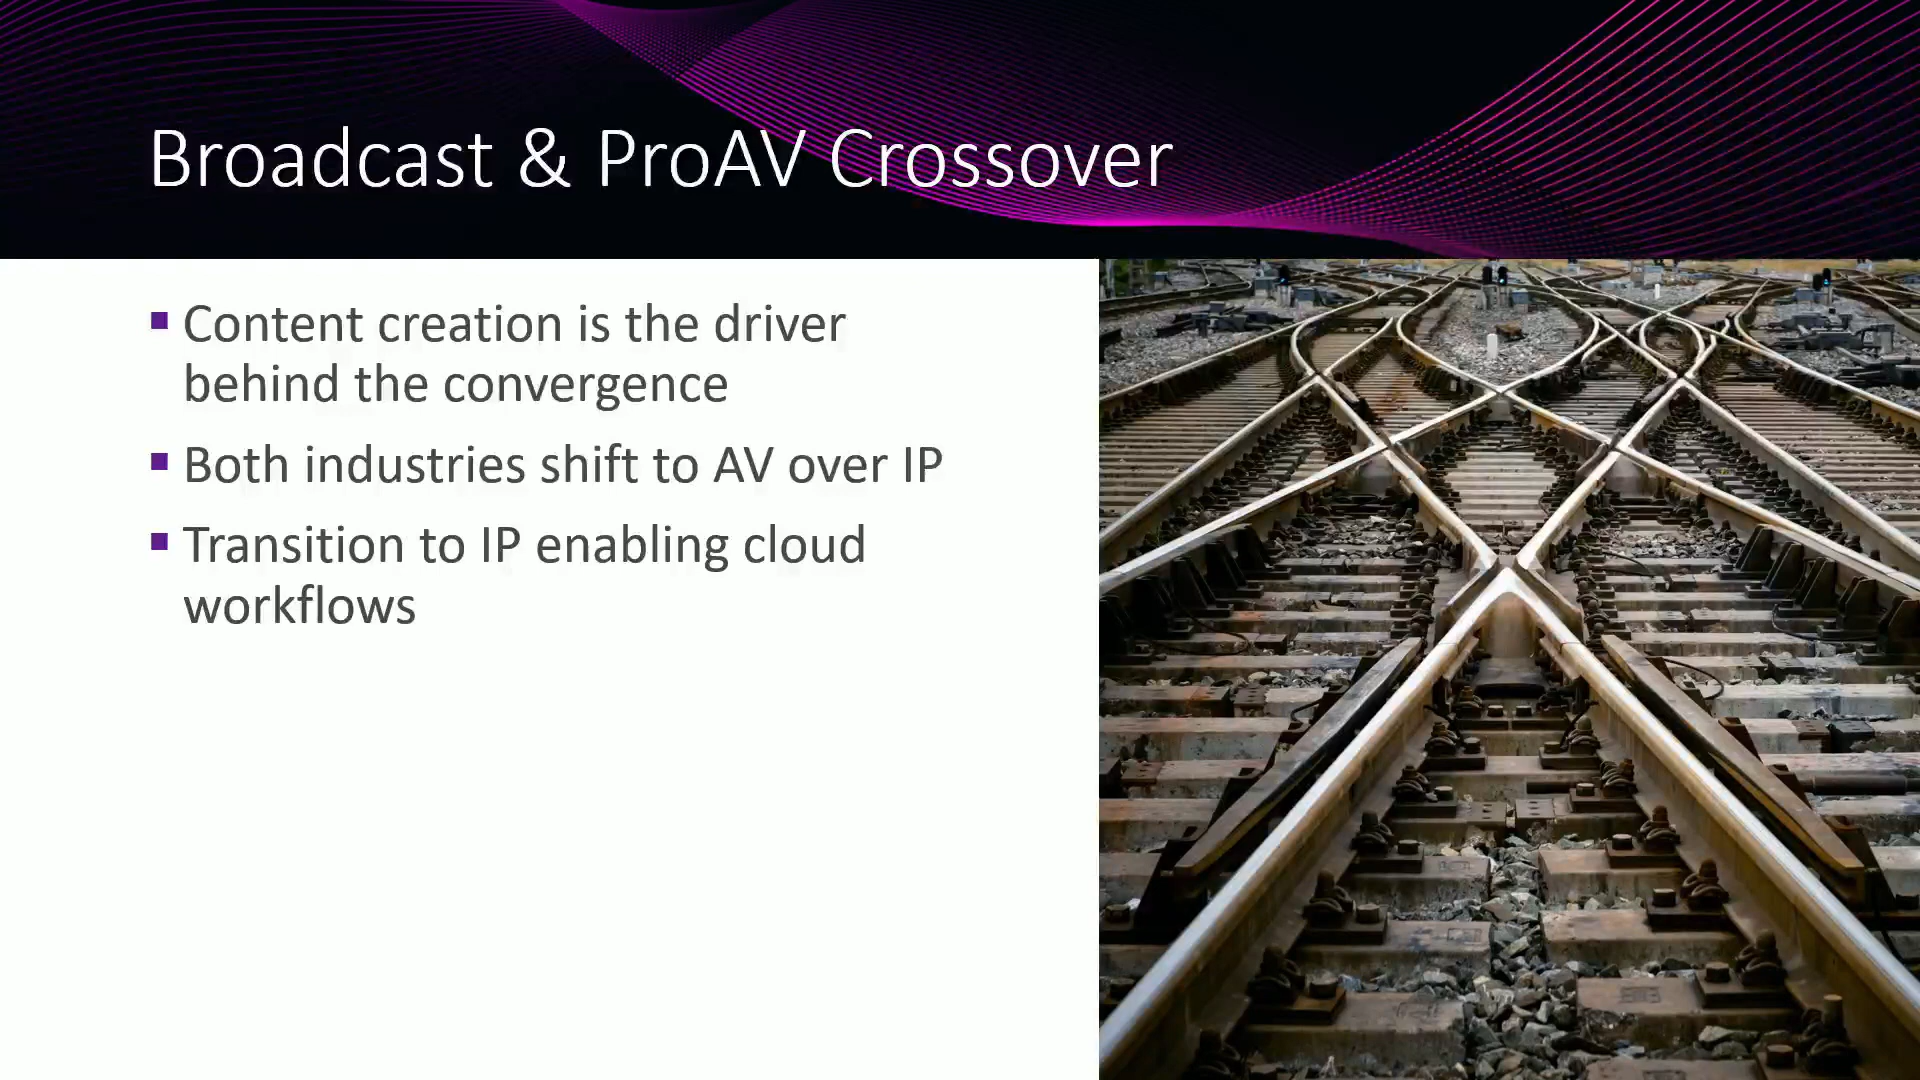 Broadcast & ProAV Crossover
Content creation is the driver
behind the convergence
Both industries shift to AV over IP
Transition to IP enabling cloud
workflows